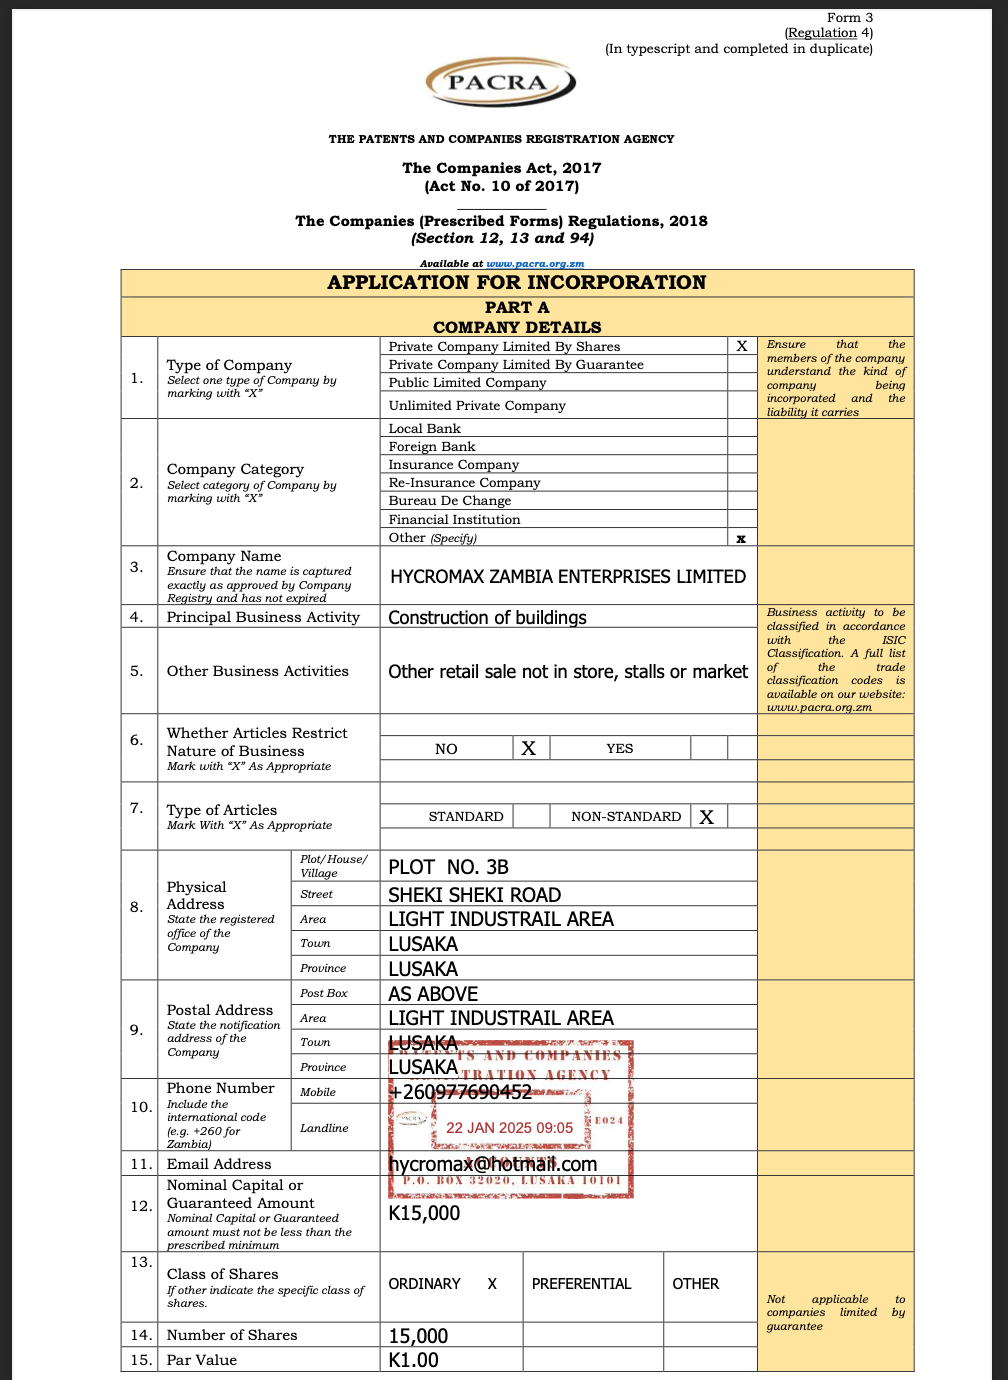 Form 3
(Regulation 4)
(In typescript and completed in duplicate)
PACRA
THE PATENTS AND COMPANIES REGISTRATION AGENCY
The Companies Act, 2017
(Act No. 10 of 2017)
The Companies (Prescribed Forms) Regulations, 2018
(Section 12, 13 and 94)
Available at www.pacra.org.zm
APPLICATION FOR INCORPORATION
PART A
COMPANY DETAILS
1.
Type of Company
Select one type of Company by
marking with “X”
Private Company Limited By Shares X
Private Company Limited By Guarantee
Public Limited Company
Unlimited Private Company
Ensure that the
members of the company
understand the kind of
company being
incorporated and the
liability it carries
2.
Company Category
Select category of Company by
marking with “X”
Local Bank
Foreign Bank
Insurance Company
Re-Insurance Company
Bureau De Change
Financial Institution
Other (Specify) x
3.
Company Name
Ensure that the name is captured
exactly as approved by Company
Registry and has not expired
HYCROMAX ZAMBIA ENTERPRISES LIMITED
4. Principal Business Activity Construction of buildings
5. Other Business Activities Other retail sale not in store, stalls or market
Business activity to be
classified in accordance
with the ISIC
Classification. A full list
of the trade
classification codes is
available on our website:
www.pacra.org.zm
6.
Whether Articles Restrict
Nature of Business
Mark with “X” As Appropriate
NO X YES
7.
Type of Articles
Mark With “X” As Appropriate
STANDARD NON-STANDARD X
8.
Physical
Address
State the registered
office of the
Company
Plot/House/
Village
PLOT NO. 3B
Street SHEKI SHEKI ROAD
Area LIGHT INDUSTRAIL AREA
Town LUSAKA
Province LUSAKA
9.
Postal Address
State the notification
address of the
Company
Post Box AS ABOVE
Area LIGHT INDUSTRAIL AREA
Town LUSAKA
Province LUSAKA
10.
Phone Number
Include the
international code
(e.g. +260 for
Zambia)
Mobile +260977690452
Landline
TS AND COMPANIES
TRATION AGENCY
PACRA
22 JAN 2025 09:05
E024
P.O. BOX 32020, LUSAKA 10101
11. Email Address hycromax@hotmail.com
12.
Nominal Capital or
Guaranteed Amount
Nominal Capital or Guaranteed
amount must not be less than the
prescribed minimum
K15,000
13.
Class of Shares
If other indicate the specific class of
shares.
ORDINARY X PREFERENTIAL OTHER
Not applicable to
companies limited by
guarantee
14. Number of Shares 15,000
15. Par Value K1.00